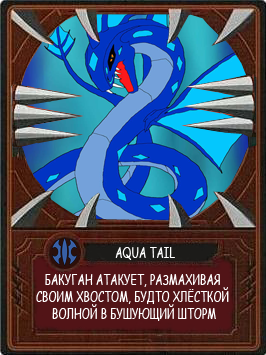 AQUA TAIL
БАКУГАН АТАКУЕТ, РАЗМАХИВАЯ
СВОИМ ХВОСТОМ, БУДТО ХЛЁСТКОЙ
ВОЛНОЙ В БУШУЮЩИЙ ШТОРМ